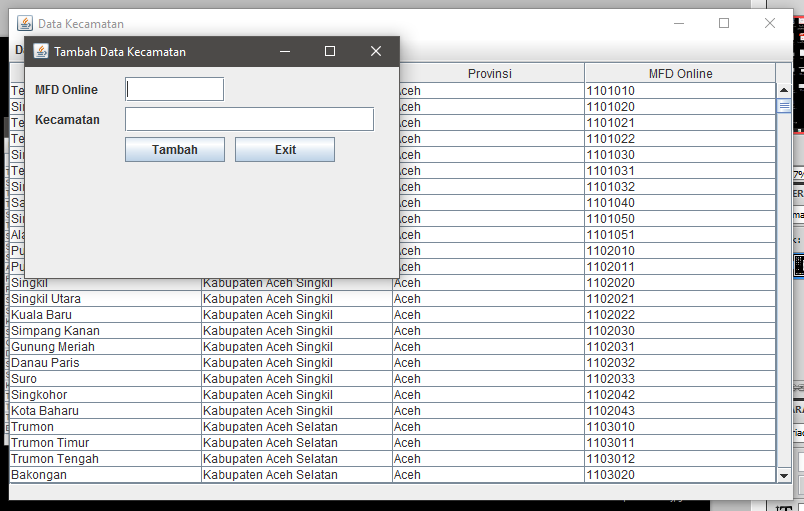 Data Kecamatan
Tambah Data Kecamatan
MFD Online
Kecamatan
Tambah
Exit
Provinsi MFD Online
Aceh 1101010
Aceh 1101020
Aceh 1101021
Aceh 1101022
Aceh 1101030
Aceh 1101031
Aceh 1101032
Aceh 1101040
Aceh 1101050
Aceh 1101051
Aceh 1102010
Aceh 1102011
Singkil Kabupaten Aceh Singkil Aceh 1102020
Singkil Utara Kabupaten Aceh Singkil Aceh 1102021
Kuala Baru Kabupaten Aceh Singkil Aceh 1102022
Simpang Kanan Kabupaten Aceh Singkil Aceh 1102030
Gunung Meriah Kabupaten Aceh Singkil Aceh 1102031
Danau Paris Kabupaten Aceh Singkil Aceh 1102032
Suro Kabupaten Aceh Singkil Aceh 1102033
Singkohor Kabupaten Aceh Singkil Aceh 1102042
Kota Baharu Kabupaten Aceh Singkil Aceh 1102043
Trumon Kabupaten Aceh Selatan Aceh 1103010
Trumon Timur Kabupaten Aceh Selatan Aceh 1103011
Trumon Tengah Kabupaten Aceh Selatan Aceh 1103012
Bakongan Kabupaten Aceh Selatan Aceh 1103020